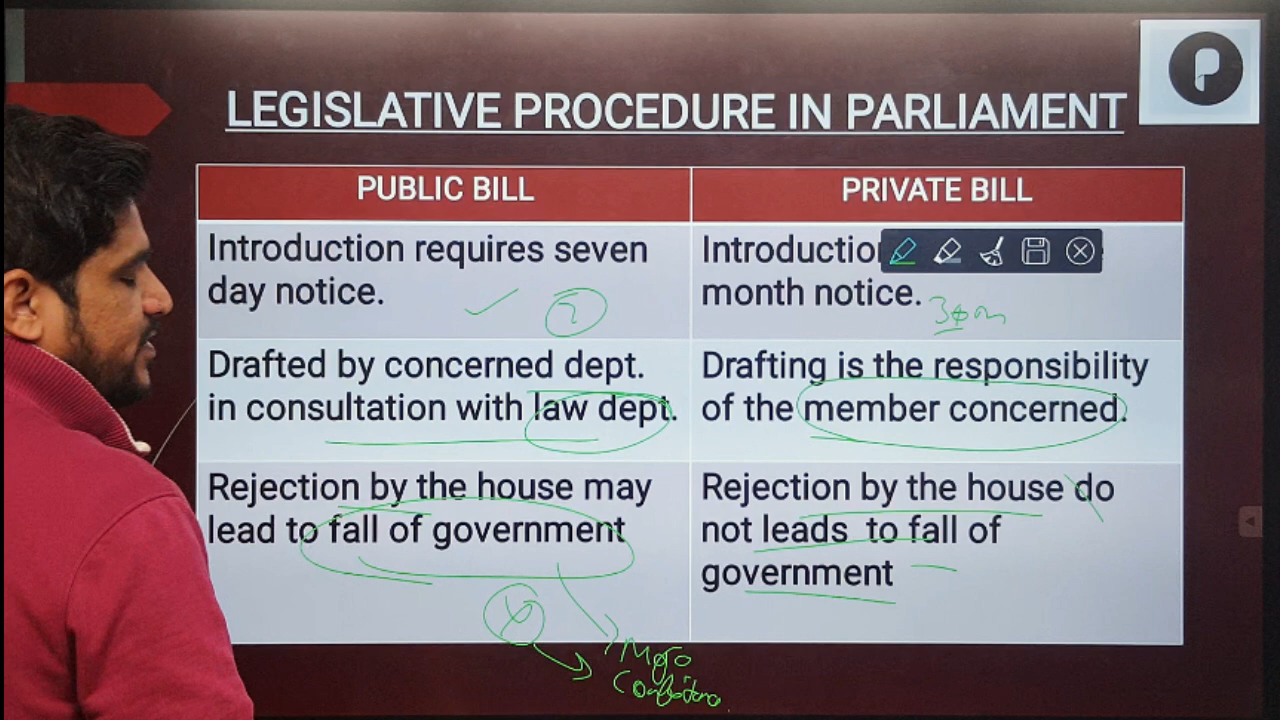 LEGISLATIVE PROCEDURE IN PARLIAMENT
PUBLIC BILL
PRIVATE BILL
Introduction requires seven
day notice.
7
Introduction
month notice.
Drafted by concerned dept.
in consultation with law dept.
Drafting is the responsibility
of the member concerned.
Rejection by the house may
lead to fall of government
Rejection by the house do
not leads to fall of
government
P